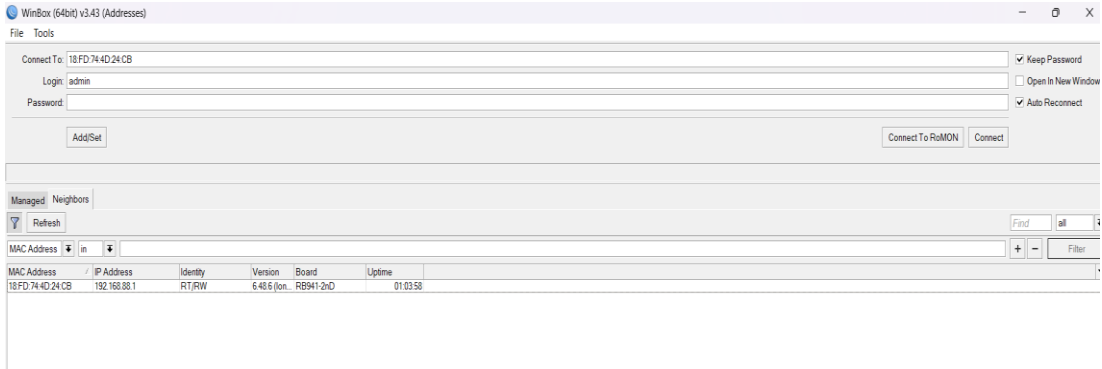 WinBox (64bit) v3.43 (Addresses)
File Tools
Connect To: 18:FD:74:4D:24:CB
Keep Password
Login: admin
Open In New Window
Password:
Auto Reconnect
Add/Set
Connect To RoMON Connect
Managed Neighbors
Refresh
Find all
MAC Address in
+ - Filter
MAC Address IP Address Identity Version Board Uptime
18:FD:74:4D:24:CB 192.168.88.1 RT/RW 6.48.6 (lon... RB941-2nD 01:03:58